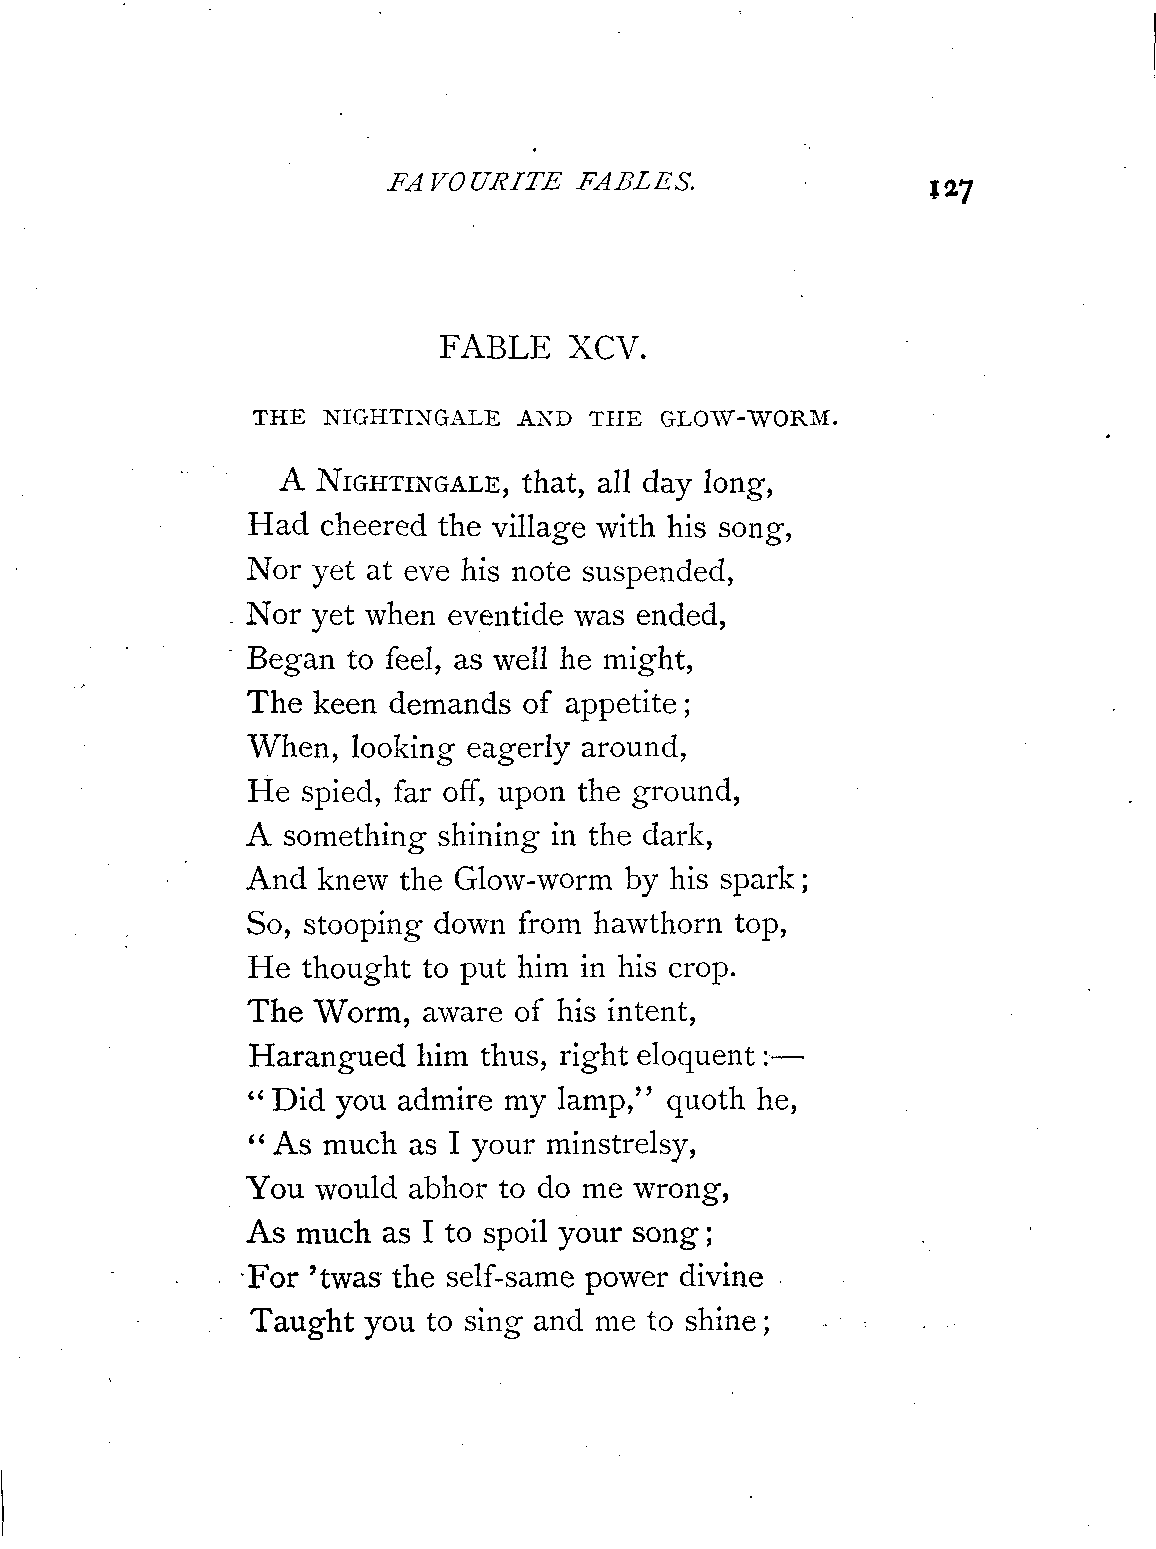 FAVOURITE FABLES. 127
FABLE XCV.
THE NIGHTINGALE AND THE GLOW-WORM.
A NIGHTINGALE, that, all day long,
Had cheered the village with his song,
Nor yet at eve his note suspended,
Nor yet when eventide was ended,
Began to feel, as well he might,
The keen demands of appetite;
When, looking eagerly around,
He spied, far off, upon the ground,
A something shining in the dark,
And knew the Glow-worm by his spark;
So, stooping down from hawthorn top,
He thought to put him in his crop.
The Worm, aware of his intent,
Harangued him thus, right eloquent:—
"Did you admire my lamp," quoth he,
"As much as I your minstrelsy,
You would abhor to do me wrong,
As much as I to spoil your song;
For 'twas the self-same power divine
Taught you to sing and me to shine;